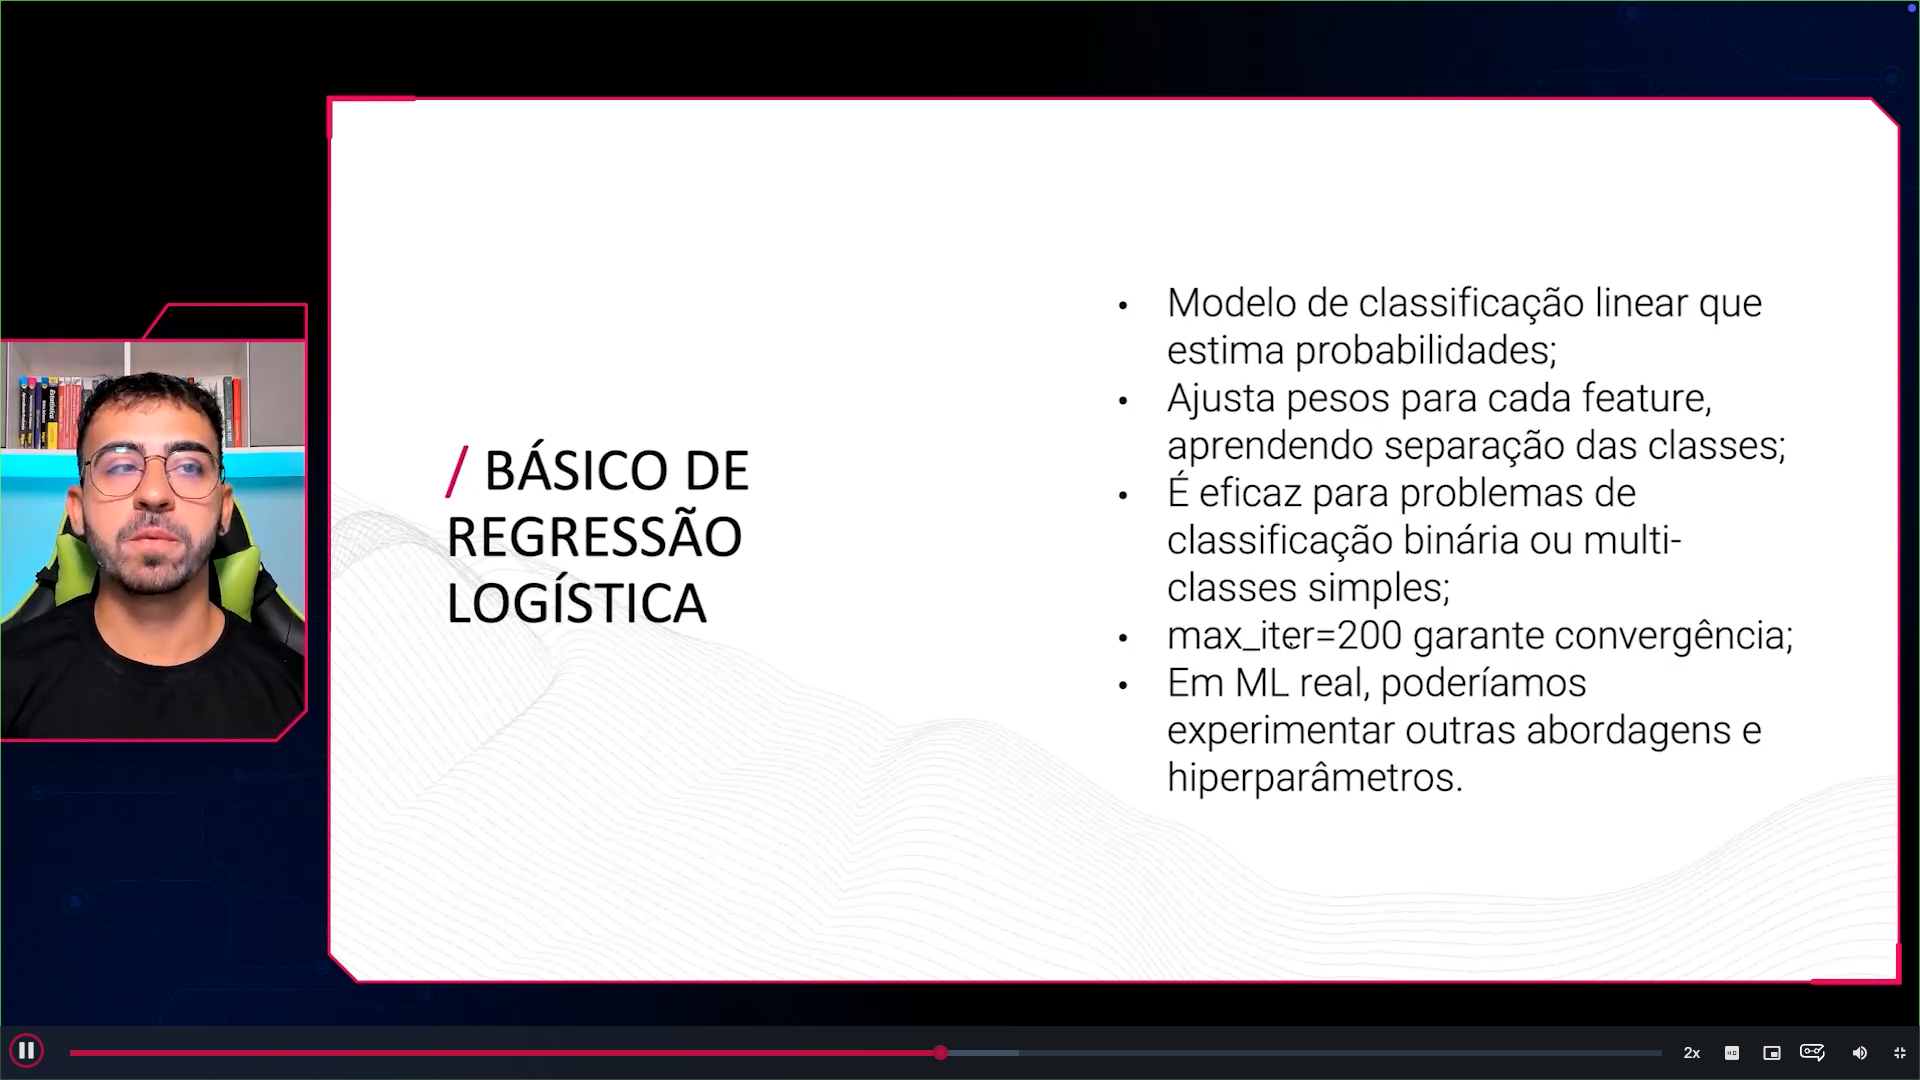 / BÁSICO DE
REGRESSÃO
LOGÍSTICA
• Modelo de classificação linear que
estima probabilidades;
• Ajusta pesos para cada feature,
aprendendo separação das classes;
• É eficaz para problemas de
classificação binária ou multi-
classes simples;
• max_iter=200 garante convergência;
• Em ML real, poderíamos
experimentar outras abordagens e
hiperparâmetros.
2x
HD